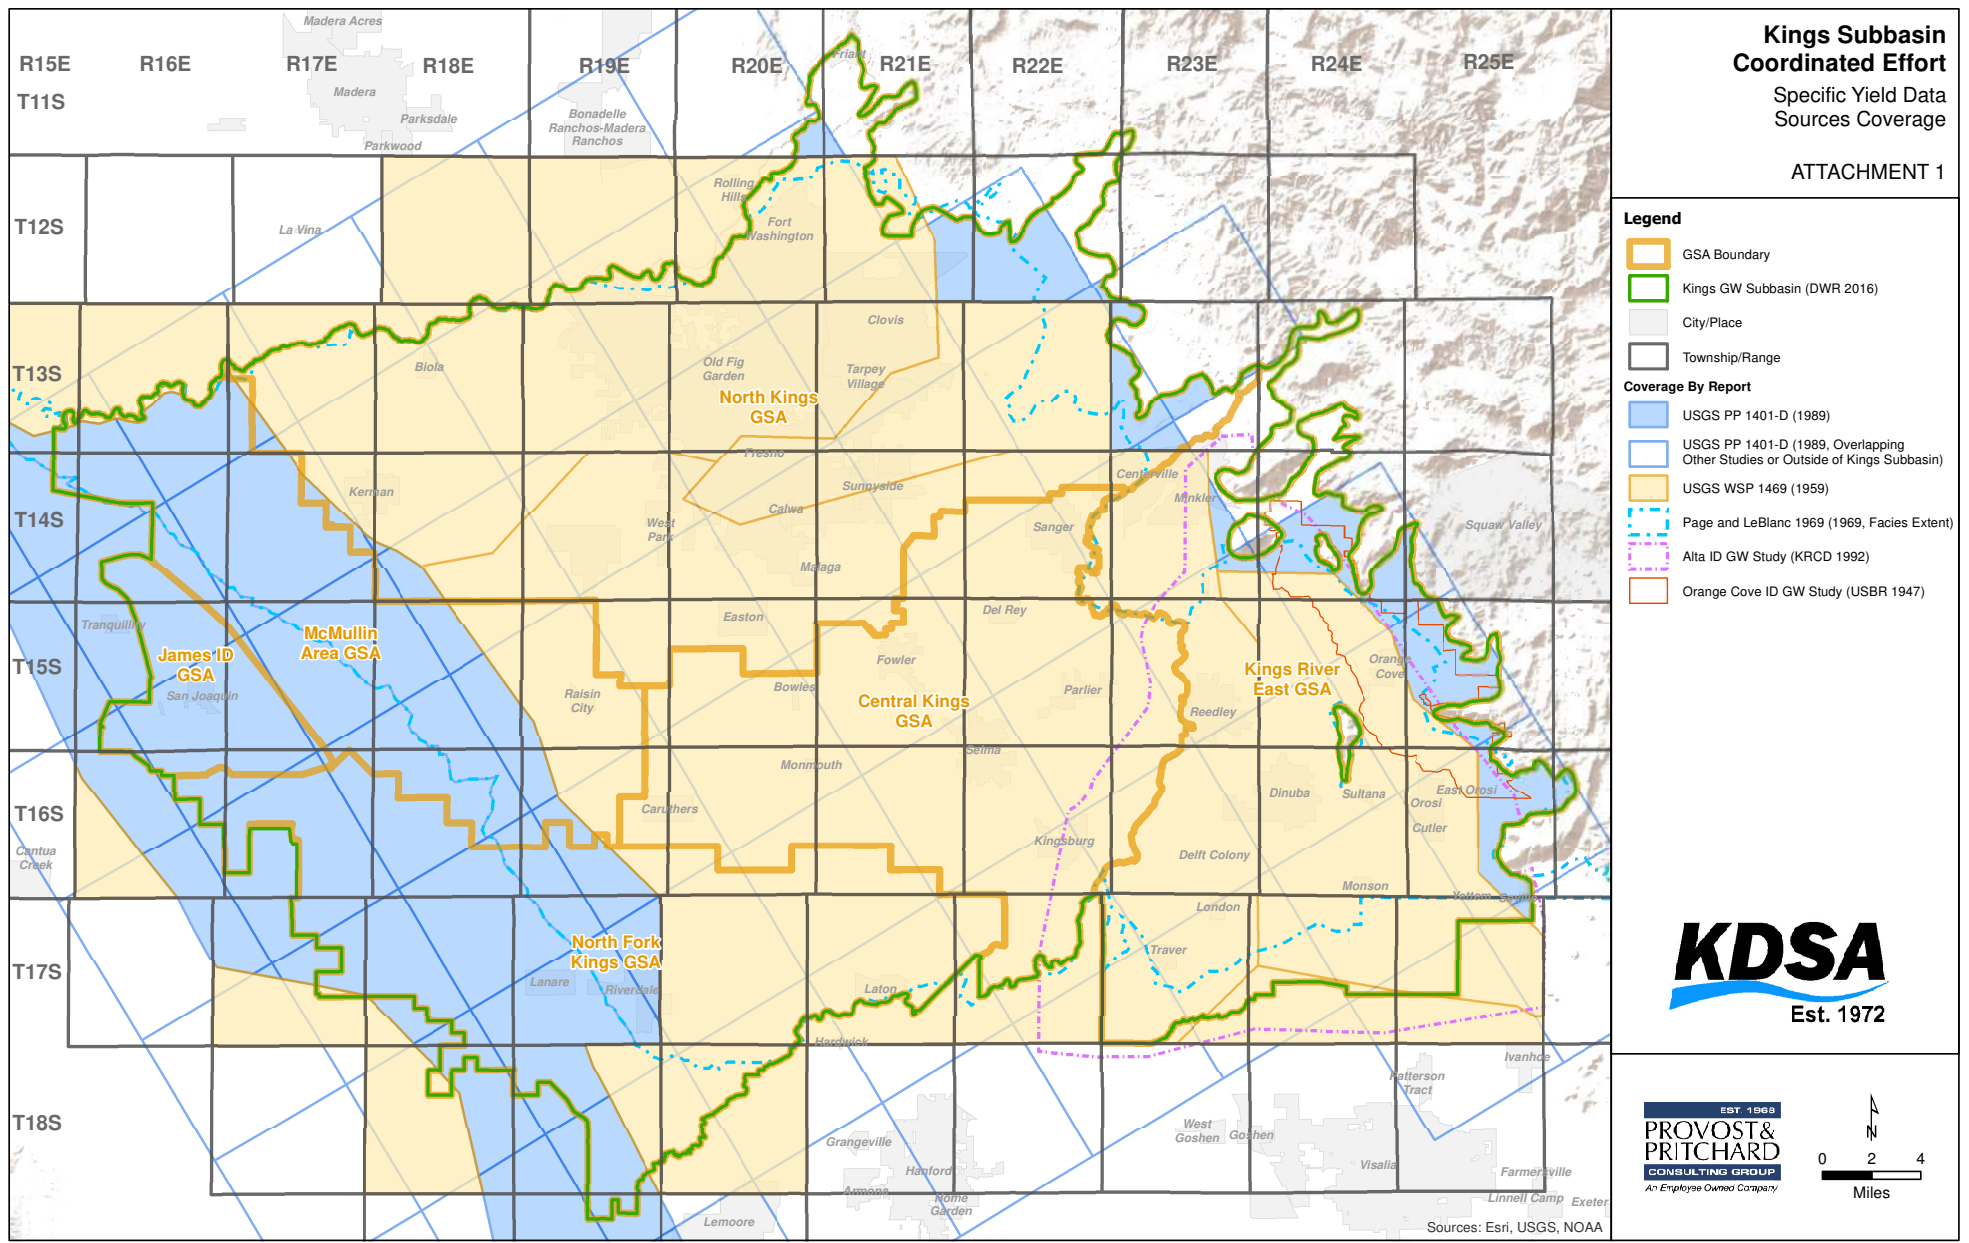 Kings Subbasin
Coordinated Effort
Specific Yield Data
Sources Coverage
ATTACHMENT 1
Legend
GSA Boundary
Kings GW Subbasin (DWR 2016)
City/Place
Township/Range
Coverage By Report
USGS PP 1401-D (1989)
USGS PP 1401-D (1989, Overlapping
Other Studies or Outside of Kings Subbasin)
USGS WSP 1469 (1959)
Page and LeBlanc 1969 (1969, Facies Extent)
Alta ID GW Study (KRCD 1992)
Orange Cove ID GW Study (USBR 1947)
KDSA
Est. 1972
EST. 1968
PROVOST&
PRITCHARD
CONSULTING GROUP
An Employee Owned Company
N
0 2 4
Miles
R15E R16E R17E R18E R19E R20E R21E R22E R23E R24E R25E
T11S
T12S
T13S
T14S
T15S
T16S
T17S
T18S
Madera Acres
Madera
Parksdale
Parkwood
Bonadelle
Ranchos-Madera
Ranchos
Friant
Rolling
Hills
Fort
Washington
La Vina
Clovis
Biola
Old Fig
Garden
Tarpey
Village
North Kings
GSA
Fresno
Kerman
Sunnyside
Calwa
West
Park
Malaga
Centerville
Minkler
Sanger
Squaw Valley
Tranquillity
McMullin
Area GSA
James ID
GSA
San Joaquin
Easton
Del Rey
Fowler
Bowles
Raisin
City
Central Kings
GSA
Parlier
Reedley
Kings River
East GSA
Orange
Cove
Selma
Monmouth
Caruthers
Dinuba
Sultana
East Orosi
Orosi
Cutler
Kingsburg
Delft Colony
Cantua
Creek
Monson
Yettem
Seville
London
Traver
North Fork
Kings GSA
Lanare
Riverdale
Laton
Hardwick
Ivanhoe
Patterson
Tract
West
Goshen
Goshen
Visalia
Farmersville
Linnell Camp
Exeter
Grangeville
Hanford
Armona
Home
Garden
Lemoore
Sources: Esri, USGS, NOAA